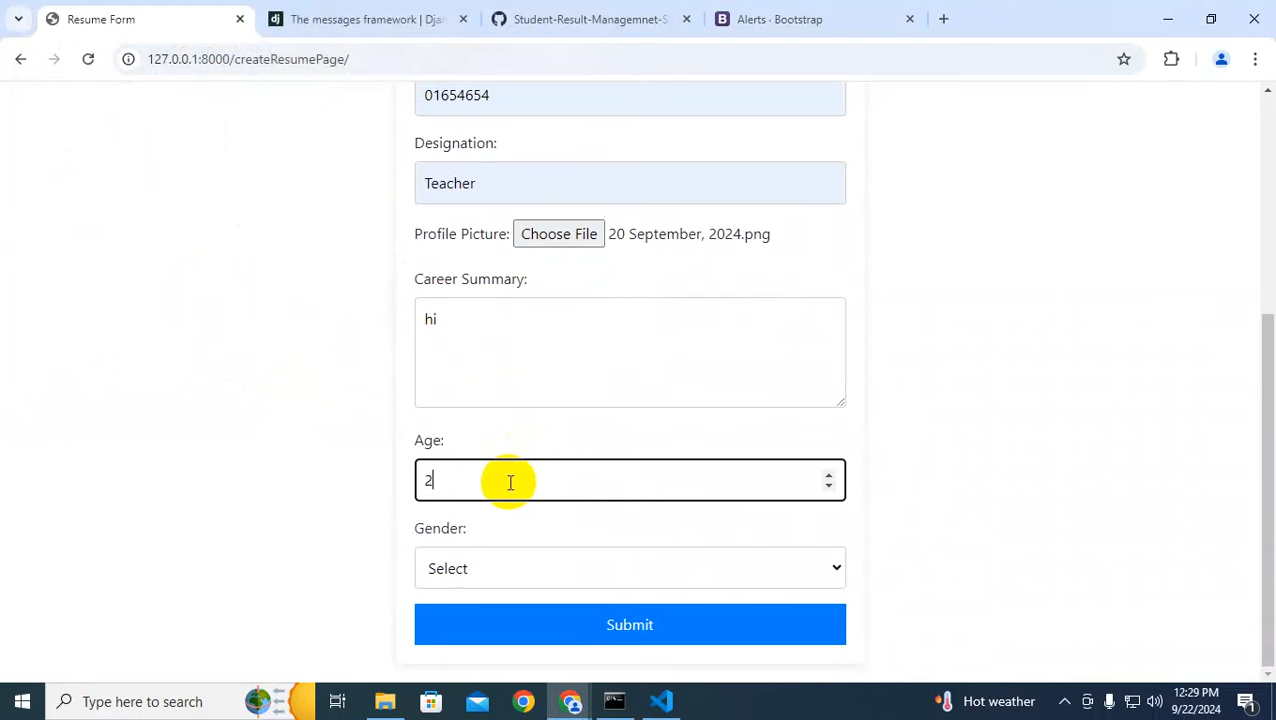 Resume Form
The messages framework | Djan
Student-Result-Managemnet-S
Alerts · Bootstrap
127.0.0.1:8000/createResumePage/
01654654
Designation:
Teacher
Profile Picture: Choose File 20 September, 2024.png
Career Summary:
hi
Age:
2
Gender:
Select
Submit
Type here to search
Hot weather
12:29 PM
9/22/2024
1